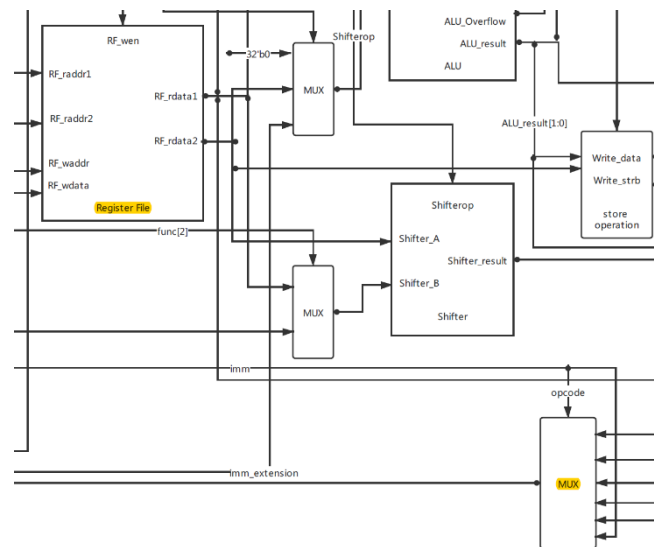 RF_wen
RF_raddr1
RF_raddr2
RF_waddr
RF_wdata
RF_rdata1
RF_rdata2
Register File
32'b0
MUX
Shifterop
ALU_Overflow
ALU_result
ALU
ALU_result[1:0]
Write_data
Write_strb
store
operation
func[2]
MUX
Shifterop
Shifter_A
Shifter_result
Shifter_B
Shifter
imm
opcode
imm_extension
MUX